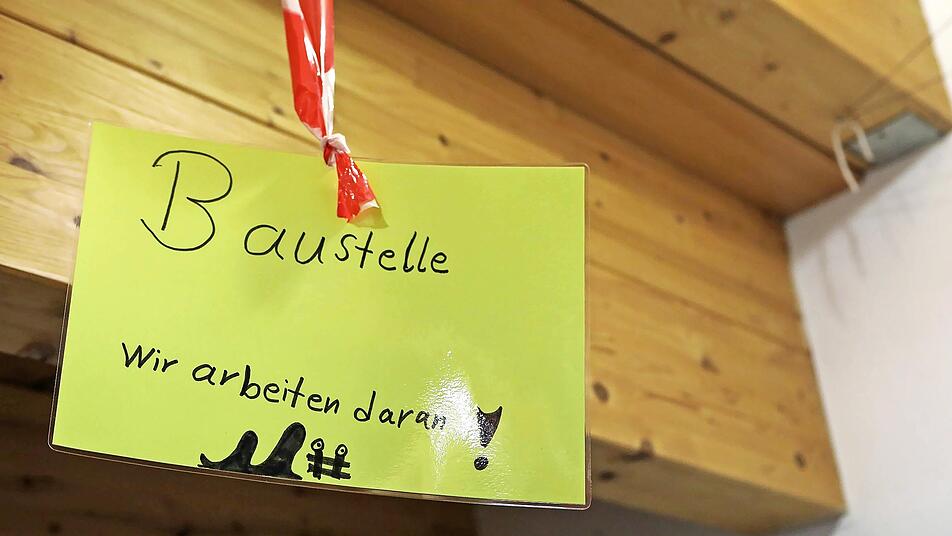 Baustelle
Wir arbeiten daran!